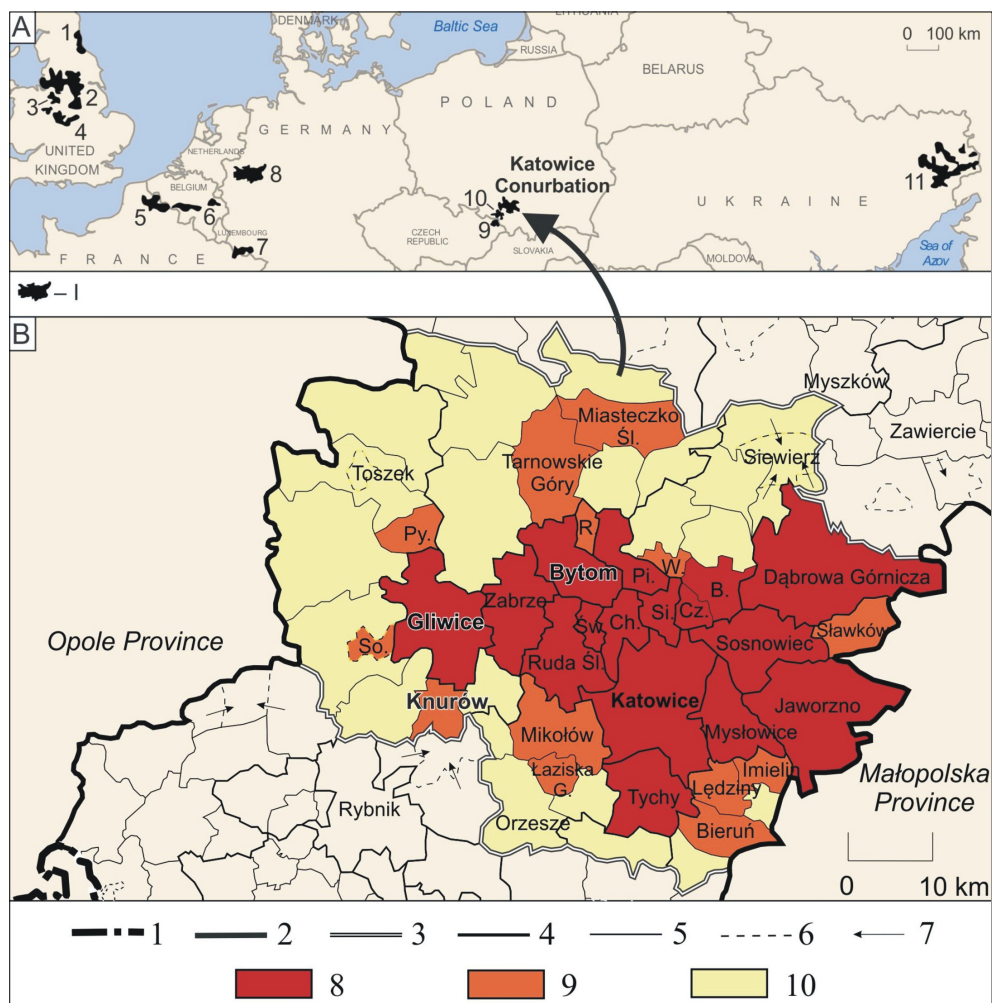 A
DENMARK
LITHUANIA
1
Baltic Sea
0 100 km
RUSSIA
BELARUS
2
3
4
UNITED
KINGDOM
NETHERLANDS
GERMANY
POLAND
8
Katowice
Conurbation
BELGIUM
5
6
10
9
11
UKRAINE
LUXEMBOURG
7
CZECH
REPUBLIC
SLOVAKIA
MOLDOVA
Sea of
Azov
FRANCE
– I
B
Myszków
Miasteczko
Śl.
Zawiercie
Siewierz
Tarnowskie
Góry
Toszek
Py.
R.
Bytom
Pi.
W.
B.
Dąbrowa Górnicza
Zabrze
Gliwice
Św.
Ch.
Si.
Cz.
Opole Province
So.
Ruda Śl.
Sosnowiec
Sławków
Knurów
Katowice
Jaworzno
Mikołów
Mysłowice
Łaziska
G.
Imielin
Lędziny
Małopolska
Province
Rybnik
Tychy
Orzesze
Bieruń
0 10 km
1 2 3 4 5 6 7
8 9 10